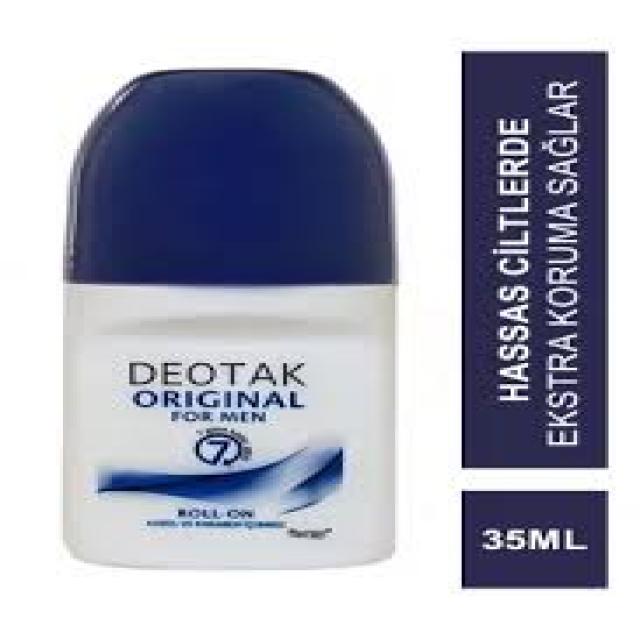 DEOTAK
ORIGINAL
FOR MEN
7
ROLL ON
HASSAS CİLTLERDE
EKSTRA KORUMA SAĞLAR
35ML